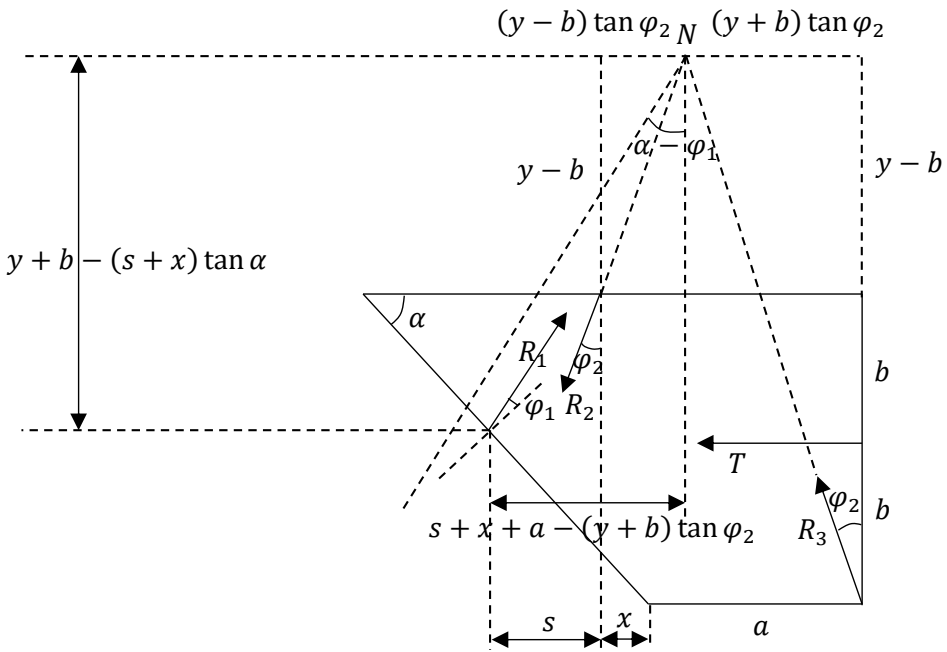 (y − b) tan φ₂ N (y + b) tan φ₂
α − φ₁
y − b
y − b
y + b − (s + x) tan α
α
R₁
φ₂
b
φ₁
R₂
T
φ₂
b
s + x + a − (y + b) tan φ₂
R₃
s
x
a